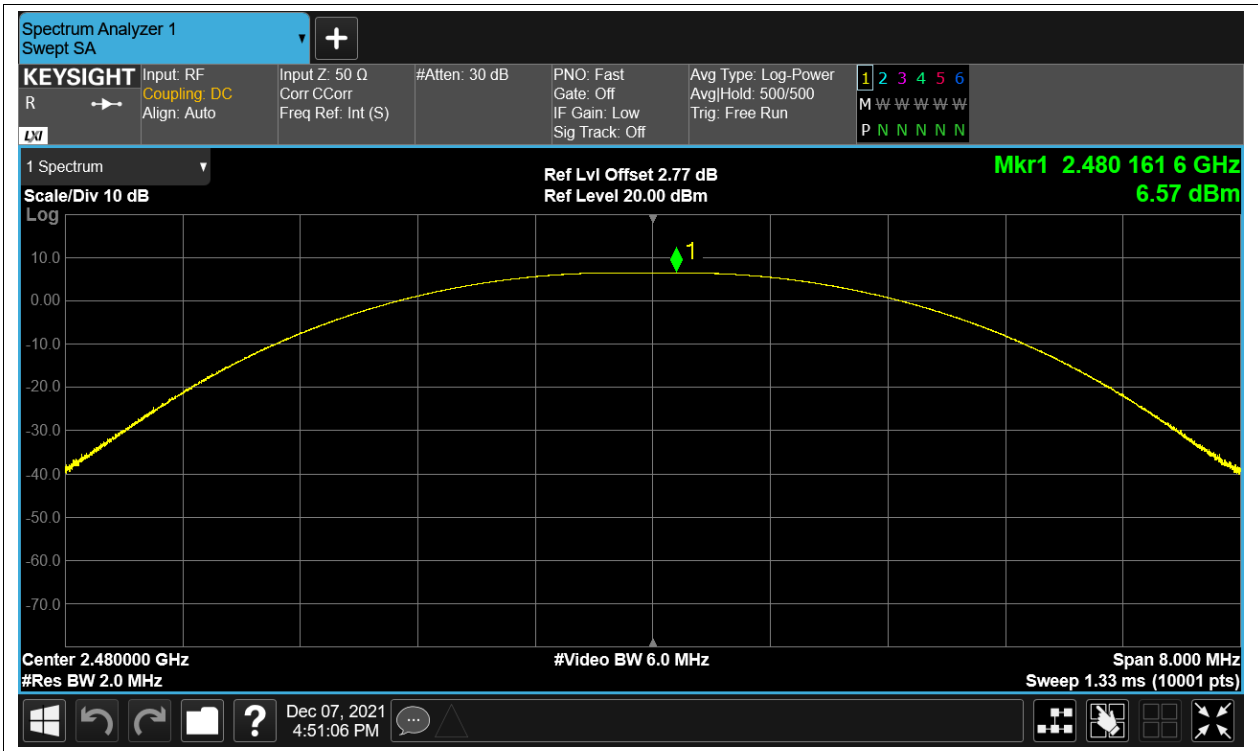 Spectrum Analyzer 1
Swept SA
KEYSIGHT
R
LXI
Input: RF
Coupling: DC
Align: Auto
Input Z: 50 Ω
Corr CCorr
Freq Ref: Int (S)
#Atten: 30 dB
PNO: Fast
Gate: Off
IF Gain: Low
Sig Track: Off
Avg Type: Log-Power
Avg|Hold: 500/500
Trig: Free Run
1 2 3 4 5 6
M W W W W W W
P N N N N N
1 Spectrum
Scale/Div 10 dB
Log
Ref Lvl Offset 2.77 dB
Ref Level 20.00 dBm
Mkr1 2.480 161 6 GHz
6.57 dBm
1
10.0
0.00
-10.0
-20.0
-30.0
-40.0
-50.0
-60.0
-70.0
Center 2.480000 GHz
#Res BW 2.0 MHz
#Video BW 6.0 MHz
Span 8.000 MHz
Sweep 1.33 ms (10001 pts)
?
Dec 07, 2021
4:51:06 PM